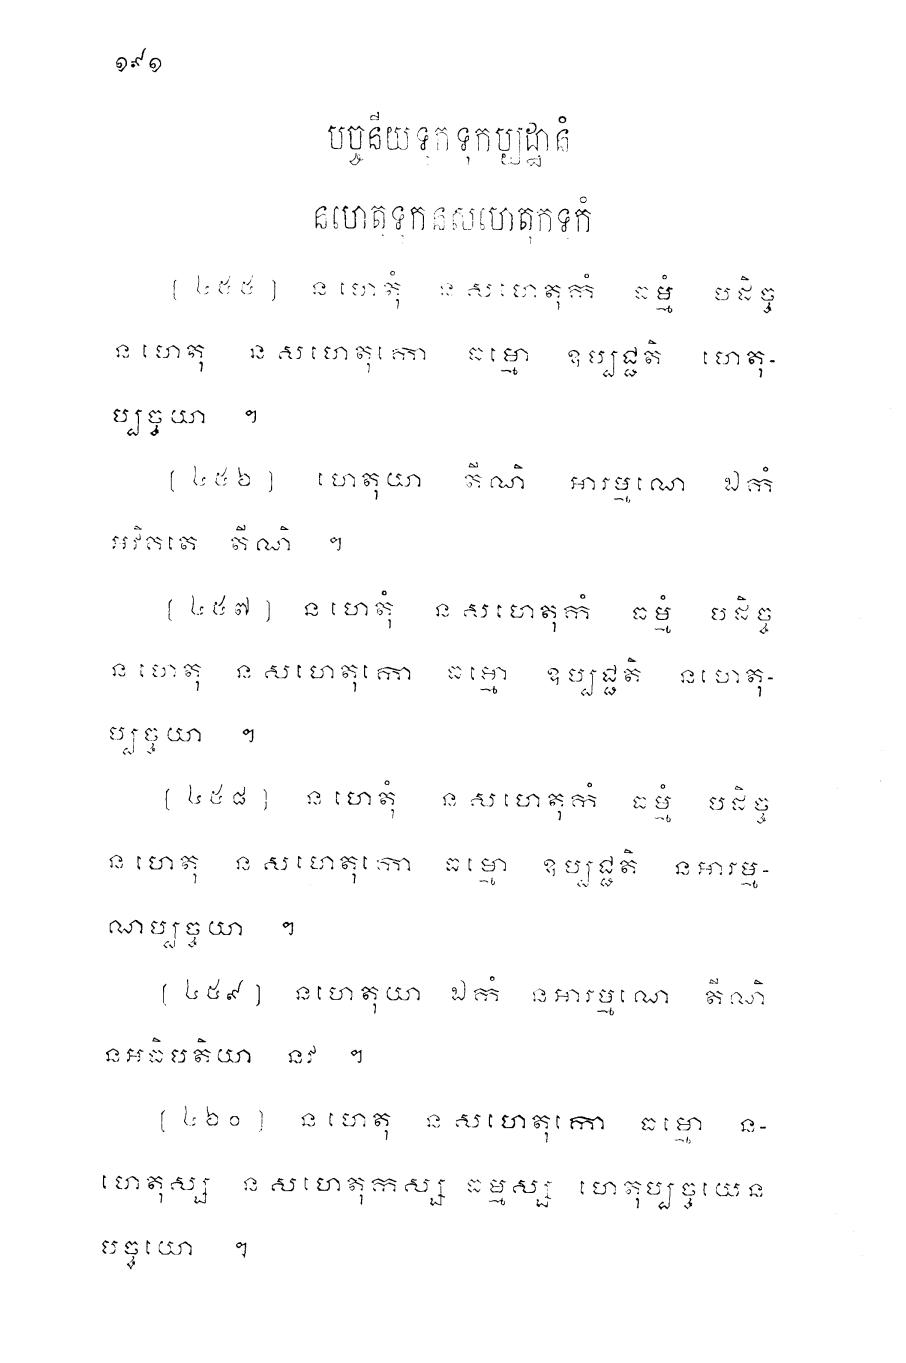 ១៩១
បច្ចនីយទុកទុកប្បដ្ឋានំ
នហេតុទុកនសហេតុកទុកំ
[៤៥៥] នហេតុំ នសហេតុកំ ធម្មំ បដិច្ច
នហេតុ នសហេតុកោ ធម្មោ ឧប្បជ្ជតិ ហេតុ-
ប្បច្ចយា ។
[៤៥៦] ហេតុយា តីណិ អារម្មណេ ឯកំ
អវិគតេ តីណិ ។
[៤៥៧] នហេតុំ នសហេតុកំ ធម្មំ បដិច្ច
នហេតុ នសហេតុកោ ធម្មោ ឧប្បជ្ជតិ នហេតុ-
ប្បច្ចយា ។
[៤៥៨] នហេតុំ នសហេតុកំ ធម្មំ បដិច្ច
នហេតុ នសហេតុកោ ធម្មោ ឧប្បជ្ជតិ នអារម្ម-
ណប្បច្ចយា ។
[៤៥៩] នហេតុយា ឯកំ នអារម្មណេ តីណិ
នអធិបតិយា នវ ។
[៤៦០] នហេតុ នសហេតុកោ ធម្មោ ន-
ហេតុស្ស នសហេតុកស្ស ធម្មស្ស ហេតុប្បច្ចយេន
បច្ចយោ ។